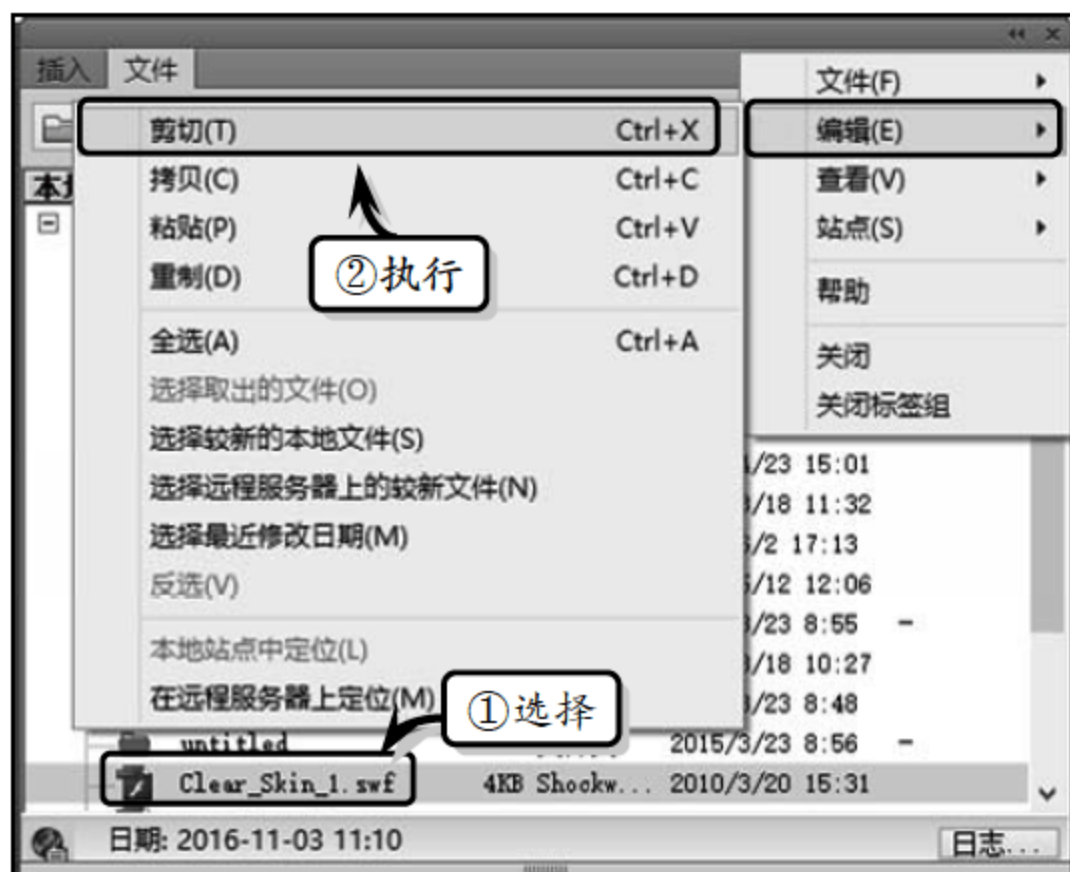 插入 文件
文件(F)
剪切(T) Ctrl+X
编辑(E)
拷贝(C) Ctrl+C
查看(V)
粘贴(P) Ctrl+V
站点(S)
重制(D) Ctrl+D
②执行
帮助
全选(A) Ctrl+A
关闭
选择取出的文件(O)
关闭标签组
选择较新的本地文件(S)
/23 15:01
选择远程服务器上的较新文件(N)
/18 11:32
选择最近修改日期(M)
/2 17:13
反选(V)
/12 12:06
/23 8:55 -
本地站点中定位(L)
/18 10:27
在远程服务器上定位(M)
①选择
/23 8:48
untitled 2015/3/23 8:56 -
Clear_Skin_1.swf 4KB Shockw... 2010/3/20 15:31
日期: 2016-11-03 11:10 日志...